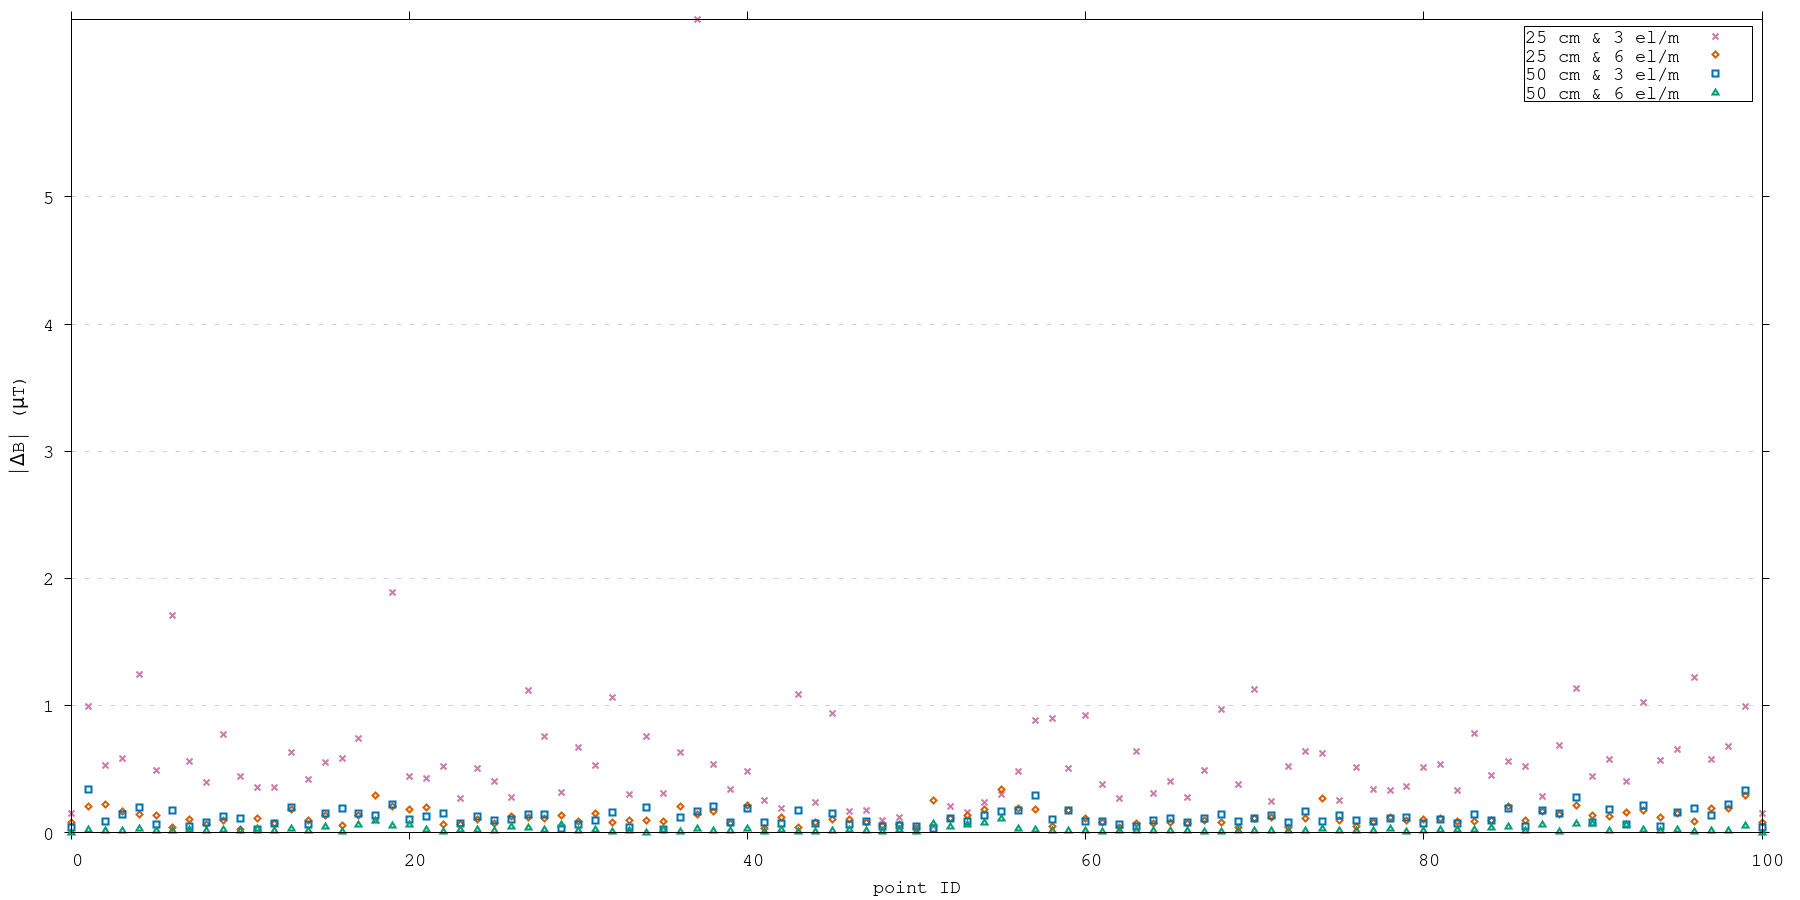 25 cm & 3 el/m
25 cm & 6 el/m
50 cm & 3 el/m
50 cm & 6 el/m
5
4
3
2
1
0
|ΔB| (μT)
0 20 40 60 80 100
point ID